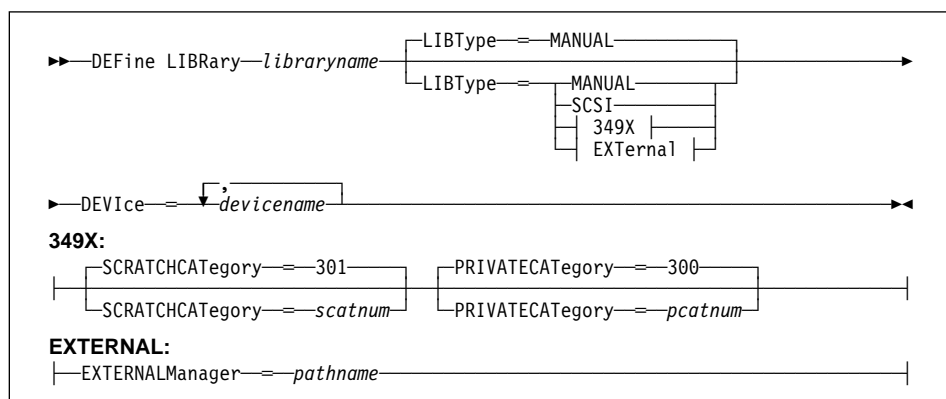 LIBType = MANUAL
DEFine LIBRary libraryname
LIBType = MANUAL
SCSI
349X
EXTernal
,
DEVIce = devicename
349X:
SCRATCHCATegory = 301 PRIVATECATegory = 300
SCRATCHCATegory = scatnum PRIVATECATegory = pcatnum
EXTERNAL:
EXTERNALManager = pathname